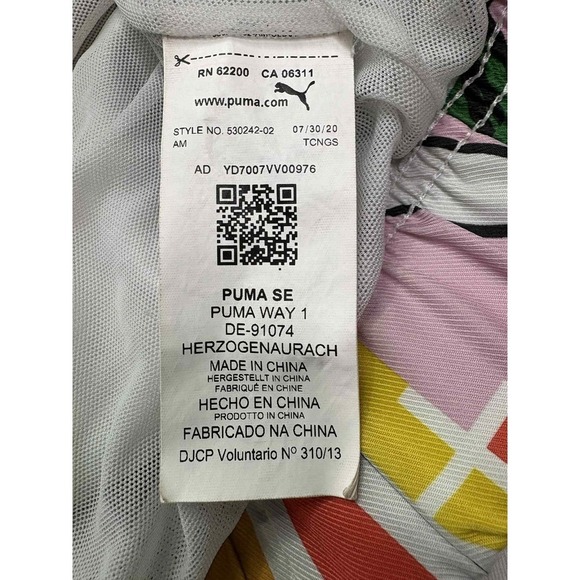 RN 62200 CA 06311
www.puma.com
STYLE NO. 530242-02 07/30/20
AM TCNGS
AD YD7007VV00976
PUMA SE
PUMA WAY 1
DE-91074
HERZOGENAURACH
MADE IN CHINA
HERGESTELLT IN CHINA
FABRIQUÉ EN CHINE
HECHO EN CHINA
PRODOTTO IN CHINA
FABRICADO NA CHINA
DJCP Voluntario Nº 310/13